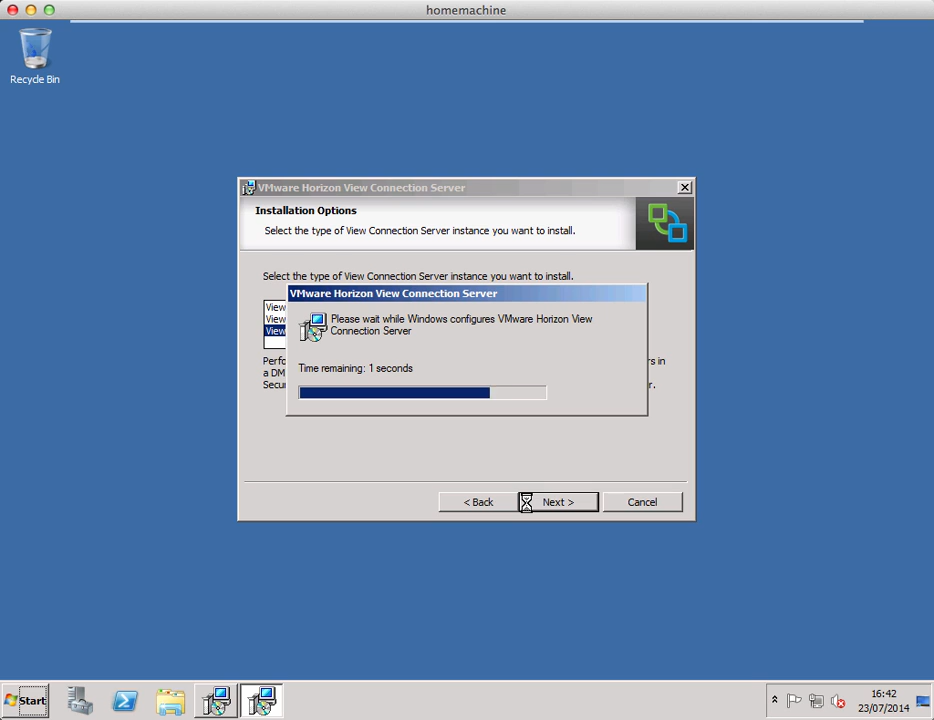 homemachine
Recycle Bin
VMware Horizon View Connection Server
Installation Options
Select the type of View Connection Server instance you want to install.
Select the type of View Connection Server instance you want to install.
VMware Horizon View Connection Server
View
Please wait while Windows configures VMware Horizon View
View
Connection Server
View
Perfo
rs in
Time remaining: 1 seconds
a DM
Secu
r.
< Back
Next >
Cancel
Start
16:42
23/07/2014